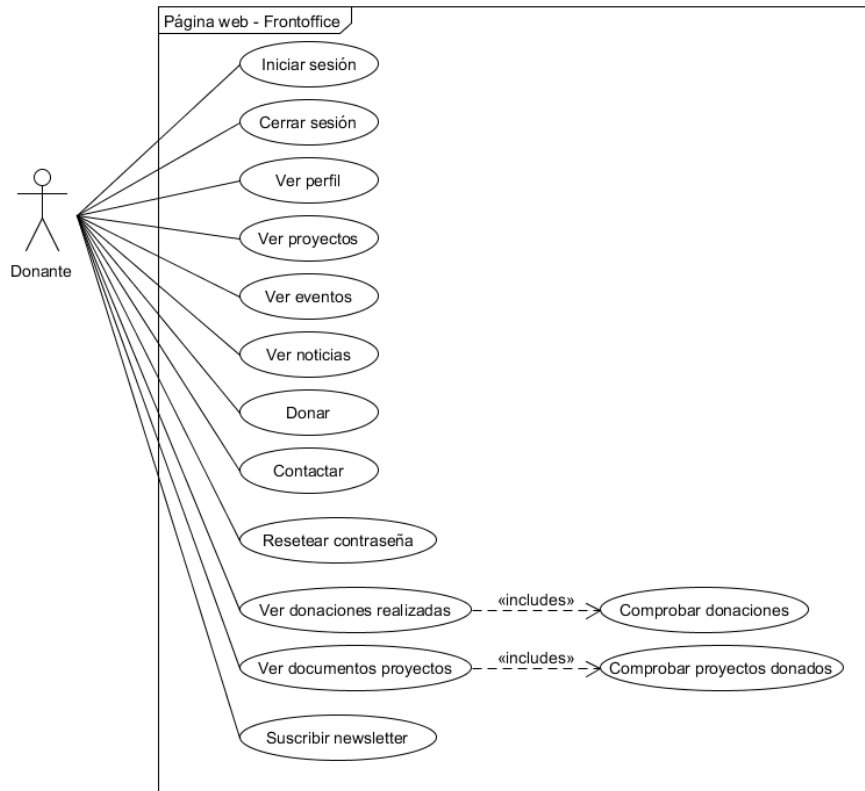 Página web - Frontoffice
Iniciar sesión
Cerrar sesión
Ver perfil
Donante
Ver proyectos
Ver eventos
Ver noticias
Donar
Contactar
Resetear contraseña
Ver donaciones realizadas
«includes»
Comprobar donaciones
Ver documentos proyectos
«includes»
Comprobar proyectos donados
Suscribir newsletter